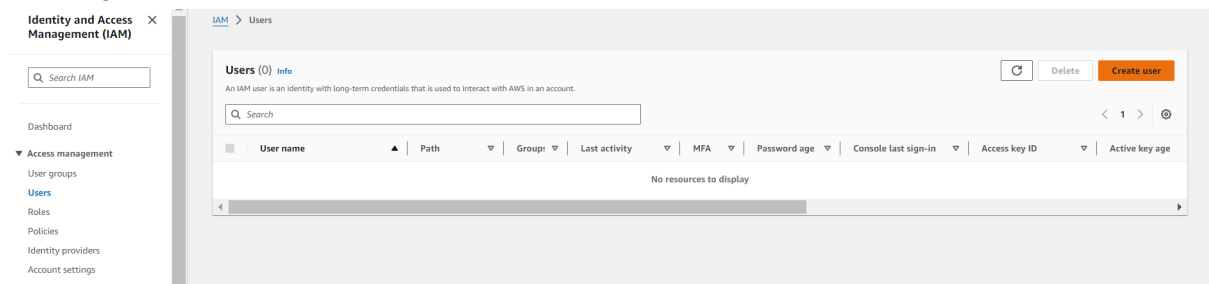 Identity and Access
Management (IAM)
Search IAM
Dashboard
Access management
User groups
Users
Roles
Policies
Identity providers
Account settings
IAM > Users
Users (0) Info
Delete
Create user
An IAM user is an identity with long-term credentials that is used to interact with AWS in an account.
Search
1
User name Path Group: Last activity MFA Password age Console last sign-in Access key ID Active key age
No resources to display